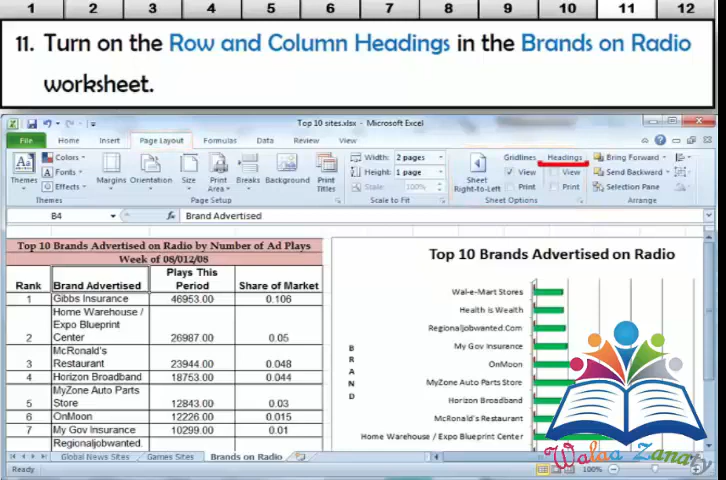 1 2 3 4 5 6 7 8 9 10 11 12
11. Turn on the Row and Column Headings in the Brands on Radio
worksheet.
Top 10 sites.xlsx - Microsoft Excel
File Home Insert Page Layout Formulas Data Review View
Themes
Colors
Fonts
Effects
Themes
Margins Orientation Size Print Area Breaks Background Print Titles
Page Setup
Width: 2 pages
Height: 1 page
Scale: 100%
Scale to Fit
Sheet Right-to-Left
Gridlines Headings
View View
Print Print
Sheet Options
Bring Forward
Send Backward
Selection Pane
Arrange
B4 fx Brand Advertised
Top 10 Brands Advertised on Radio by Number of Ad Plays
Week of 08/012/08
Rank Brand Advertised Plays This Period Share of Market
1 Gibbs Insurance 46953.00 0.106
2 Home Warehouse / Expo Blueprint Center 26987.00 0.05
3 McRonald's Restaurant 23944.00 0.048
4 Horizon Broadband 18753.00 0.044
5 MyZone Auto Parts Store 12843.00 0.03
6 OnMoon 12226.00 0.015
7 My Gov Insurance 10299.00 0.01
Regionaljobwanted
Top 10 Brands Advertised on Radio
BRAND
Wal-e-Mart Stores
Health is Wealth
Regionaljobwanted.Com
My Gov Insurance
OnMoon
MyZone Auto Parts Store
Horizon Broadband
McRonald's Restaurant
Home Warehouse / Expo Blueprint Center
Walaa Zanaty
Global News Sites Games Sites Brands on Radio
Ready 100%